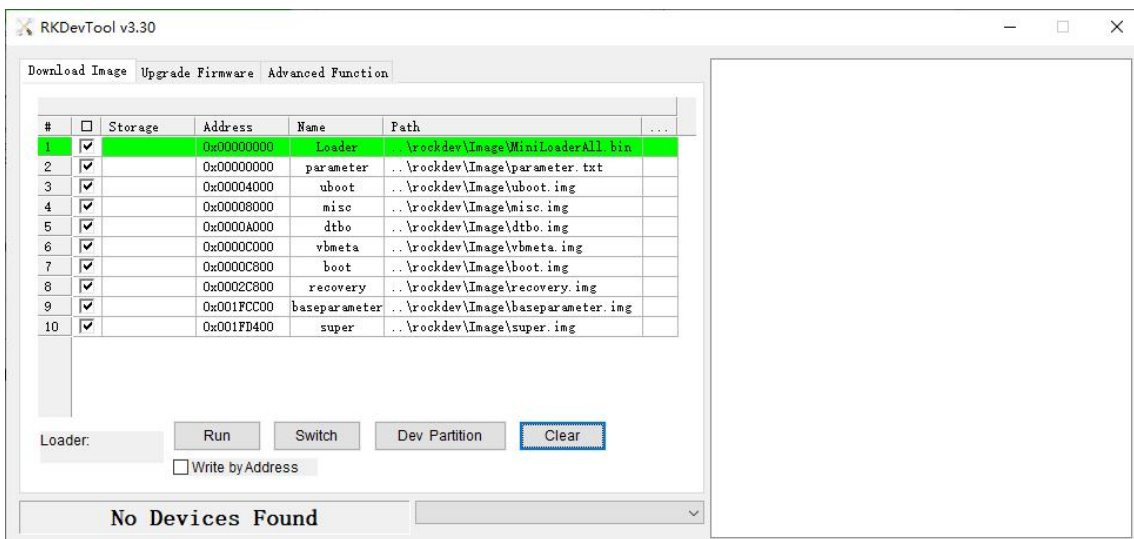 RKDevTool v3.30
Download Image Upgrade Firmware Advanced Function
# Storage Address Name Path ...
1 0x00000000 Loader ..\rockdev\Image\MiniLoaderAll.bin
2 0x00000000 parameter ..\rockdev\Image\parameter.txt
3 0x00004000 uboot ..\rockdev\Image\uboot.img
4 0x00008000 misc ..\rockdev\Image\misc.img
5 0x0000A000 dtbo ..\rockdev\Image\dtbo.img
6 0x0000C000 vbmeta ..\rockdev\Image\vbmeta.img
7 0x0000C800 boot ..\rockdev\Image\boot.img
8 0x0002C800 recovery ..\rockdev\Image\recovery.img
9 0x001FCC00 baseparameter ..\rockdev\Image\baseparameter.img
10 0x001FD400 super ..\rockdev\Image\super.img
Loader: Run Switch Dev Partition Clear
Write by Address
No Devices Found